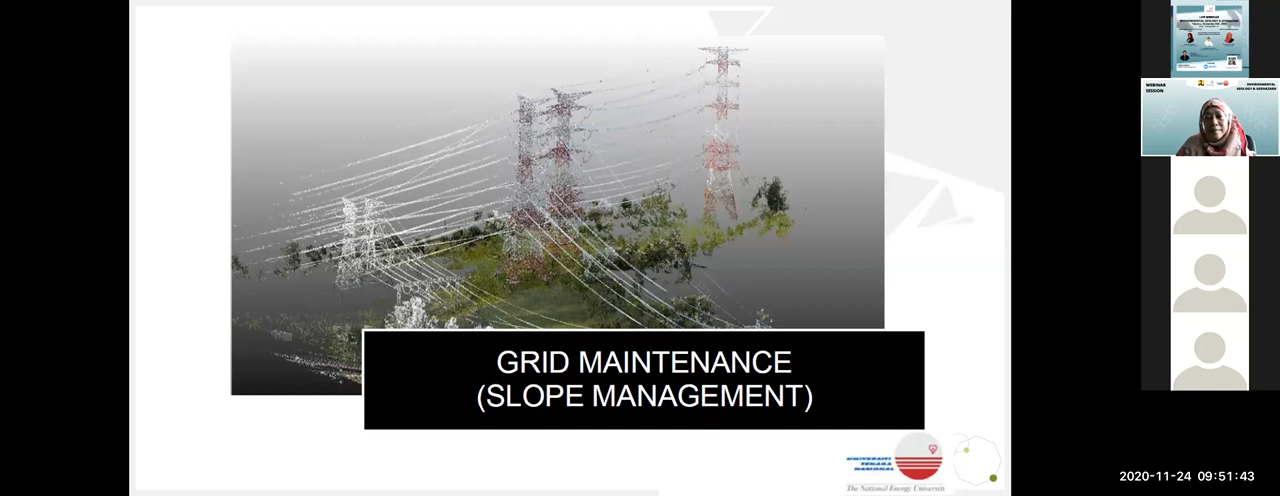 GRID MAINTENANCE
(SLOPE MANAGEMENT)
UNIVERSITI
TENAGA
NASIONAL
The National Energy University
WEBINAR
SESSION
ENVIRONMENTAL
GEOLOGY & GEOHAZARD
2020-11-24 09:51:43